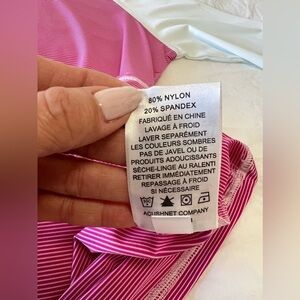 80% NYLON
20% SPANDEX
FABRIQUÉ EN CHINE
LAVAGE À FROID
LAVER SEPARÉMENT
LES COULEURS SOMBRES
PAS DE JAVEL OU DE
PRODUITS ADOUCISSANTS
SÈCHE-LINGE AU RALENTI
RETIRER IMMÉDIATEMENT
REPASSAGE À FROID
SI NÉCESSAIRE
ACUSHNET COMPANY